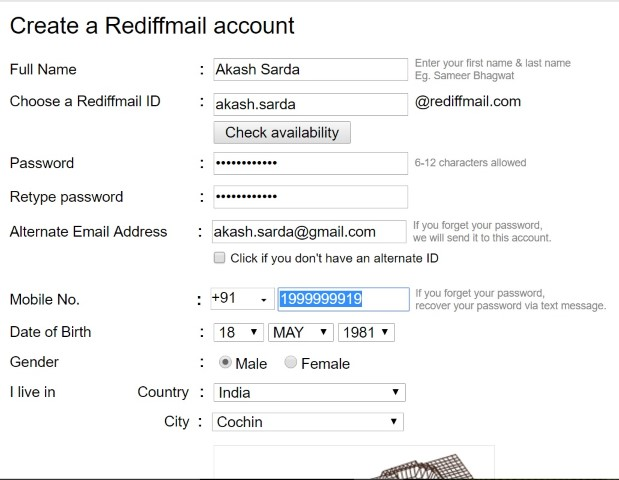 Create a Rediffmail account
Full Name : Akash Sarda Enter your first name & last name
Eg. Sameer Bhagwat
Choose a Rediffmail ID : akash.sarda @rediffmail.com
Check availability
Password : •••••••••••• 6-12 characters allowed
Retype password : ••••••••••••
Alternate Email Address : akash.sarda@gmail.com If you forget your password,
we will send it to this account.
Click if you don't have an alternate ID
Mobile No. : +91 1999999919 If you forget your password,
recover your password via text message.
Date of Birth : 18 MAY 1981
Gender : Male Female
I live in Country : India
City : Cochin